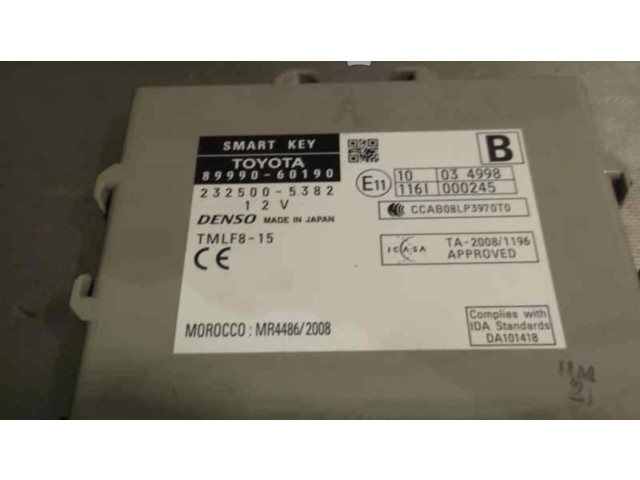 SMART KEY
TOYOTA
89990-60190
232500-5382
12V
DENSO MADE IN JAPAN
TMLF8-15
CE
MOROCCO : MR4486/2008
B
E11
10 03 4998
116I 000245
CCAB08LP3970T0
ICASA TA-2008/1196
APPROVED
Complies with
IDA Standards
DA101418